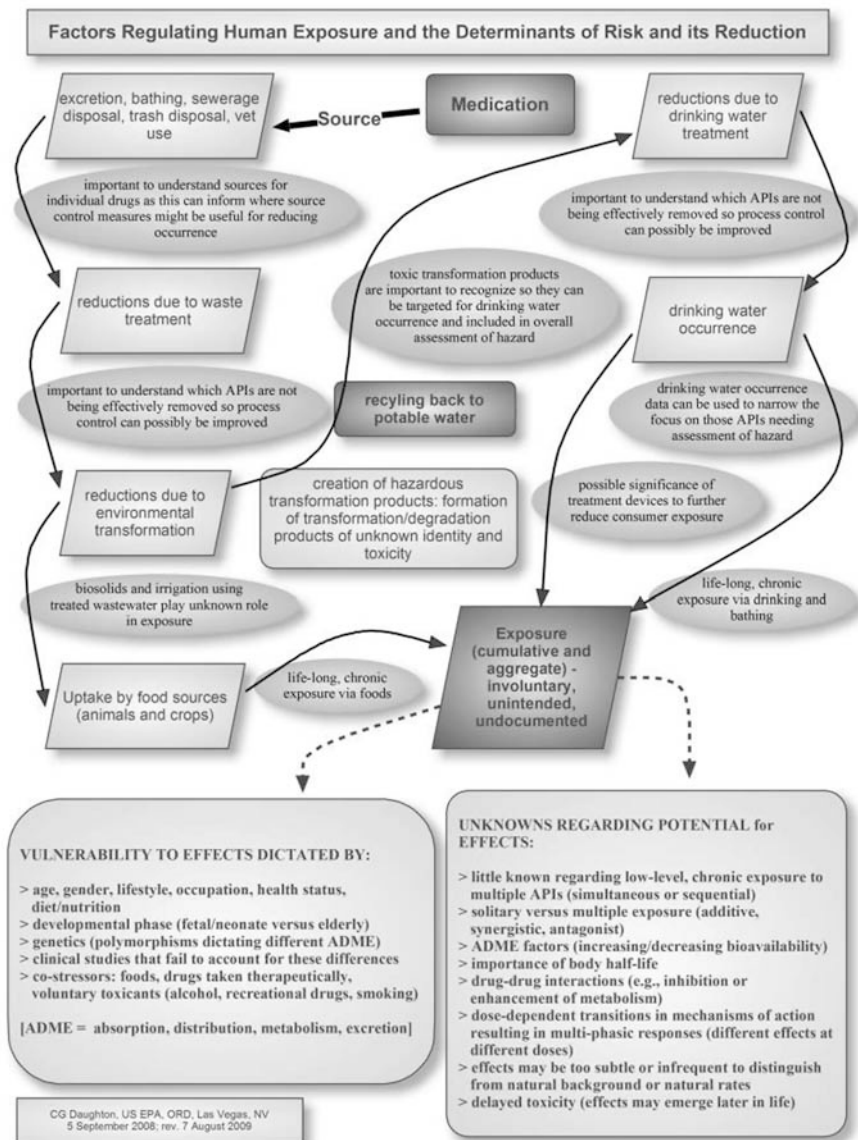 Factors Regulating Human Exposure and the Determinants of Risk and its Reduction
excretion, bathing, sewerage
disposal, trash disposal, vet
use
Source
Medication
reductions due to
drinking water
treatment
important to understand sources for
individual drugs as this can inform where source
control measures might be useful for reducing
occurrence
important to understand which APIs are not
being effectively removed so process control
can possibly be improved
reductions due to waste
treatment
toxic transformation products
are important to recognize so they can
be targeted for drinking water
occurrence and included in overall
assessment of hazard
drinking water
occurrence
important to understand which APIs are not
being effectively removed so process
control can possibly be improved
recyling back to
potable water
drinking water occurrence
data can be used to narrow the
focus on those APIs needing
assessment of hazard
reductions due to
environmental
transformation
creation of hazardous
transformation products: formation
of transformation/degradation
products of unknown identity and
toxicity
possible significance of
treatment devices to further
reduce consumer exposure
biosolids and irrigation using
treated wastewater play unknown role
in exposure
life-long, chronic
exposure via drinking and
bathing
Uptake by food sources
(animals and crops)
life-long, chronic
exposure via foods
Exposure
(cumulative and
aggregate) -
involuntary,
unintended,
undocumented
VULNERABILITY TO EFFECTS DICTATED BY:
> age, gender, lifestyle, occupation, health status,
diet/nutrition
> developmental phase (fetal/neonate versus elderly)
> genetics (polymorphisms dictating different ADME)
> clinical studies that fail to account for these differences
> co-stressors: foods, drugs taken therapeutically,
voluntary toxicants (alcohol, recreational drugs, smoking)
[ADME = absorption, distribution, metabolism, excretion]
UNKNOWNS REGARDING POTENTIAL for
EFFECTS:
> little known regarding low-level, chronic exposure to
multiple APIs (simultaneous or sequential)
> solitary versus multiple exposure (additive,
synergistic, antagonist)
> ADME factors (increasing/decreasing bioavailability)
> importance of body half-life
> drug-drug interactions (e.g., inhibition or
enhancement of metabolism)
> dose-dependent transitions in mechanisms of action
resulting in multi-phasic responses (different effects at
different doses)
> effects may be too subtle or infrequent to distinguish
from natural background or natural rates
> delayed toxicity (effects may emerge later in life)
CG Daughton, US EPA, ORD, Las Vegas, NV
5 September 2008; rev. 7 August 2009